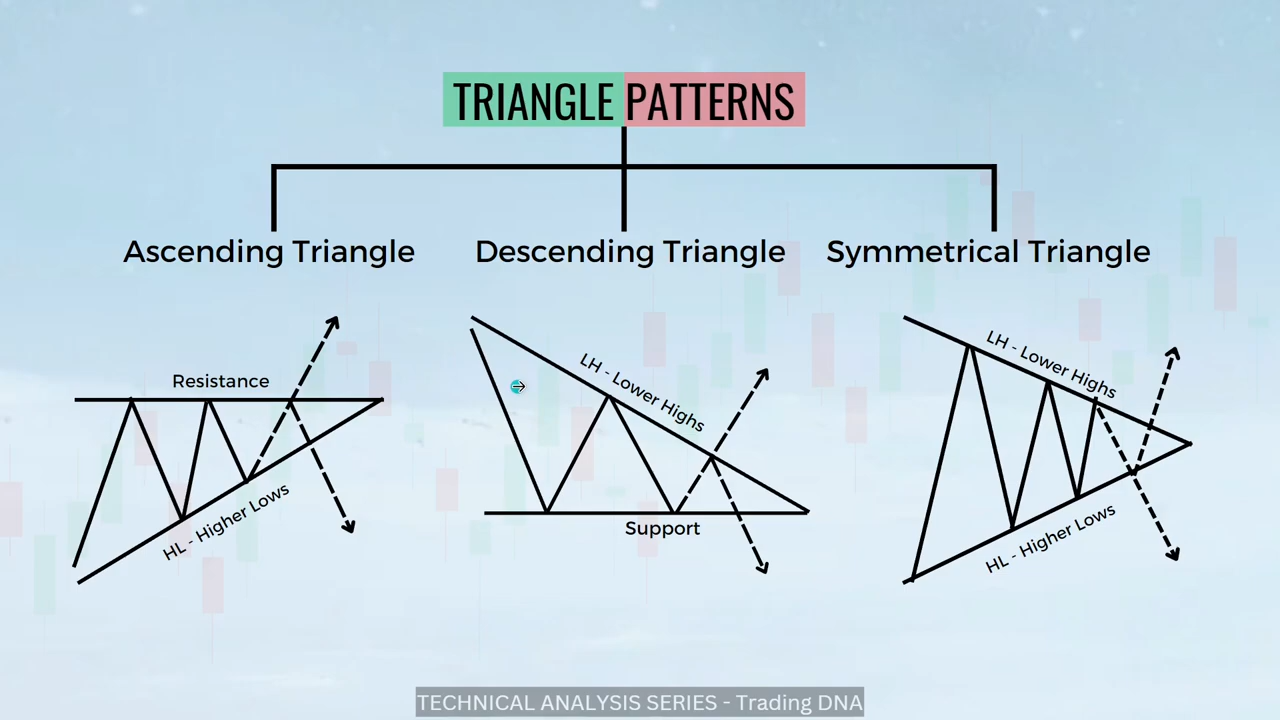 TRIANGLE PATTERNS
Ascending Triangle
Descending Triangle
Symmetrical Triangle
Resistance
HL - Higher Lows
LH - Lower Highs
Support
LH - Lower Highs
HL - Higher Lows
TECHNICAL ANALYSIS SERIES - Trading DNA